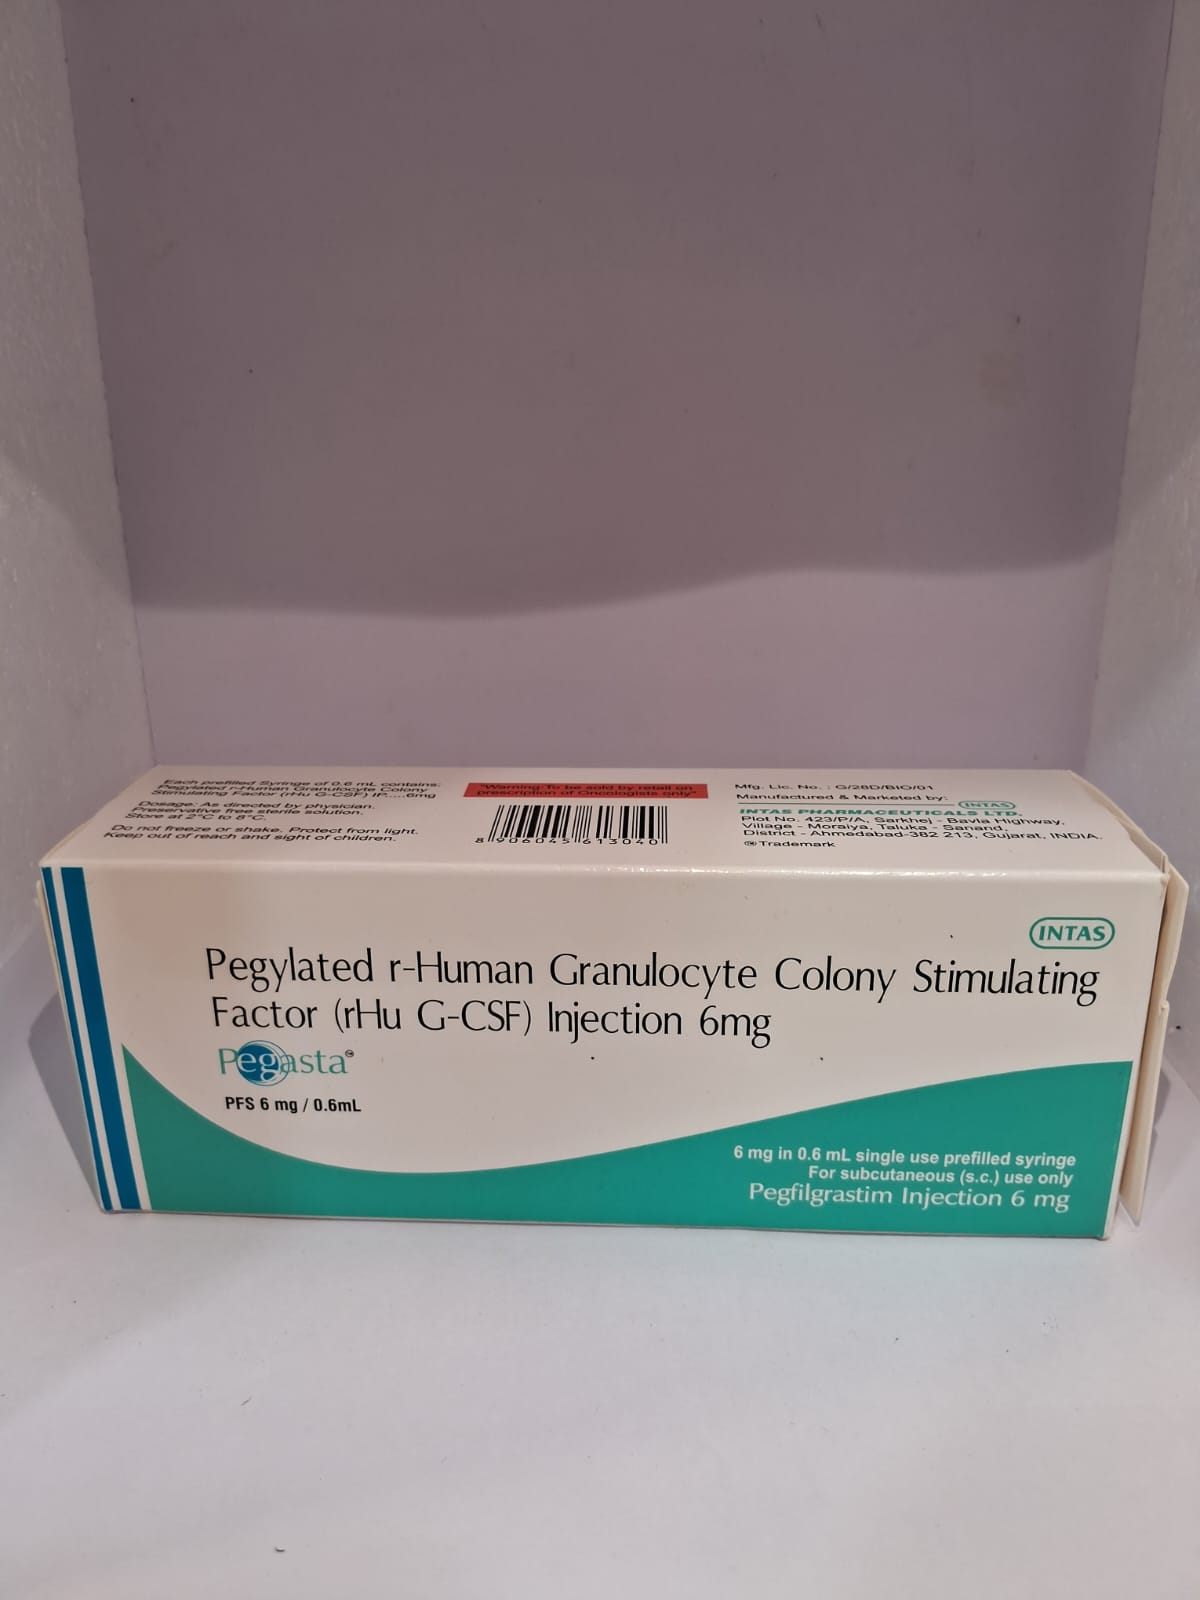 Each prefilled Syringe of 0.6 mL contains:
Pegylated r-Human Granulocyte Colony
Stimulating Factor (rHu G-CSF) IP.....6mg
Dosage: As directed by physician.
Preservative free sterile solution.
Store at 2°C to 8°C.
Do not freeze or shake. Protect from light.
Keep out of reach and sight of children.
"Warning: To be sold by retail on
prescription of Oncologists only"
8 906045 613040
Mfg. Lic. No. : G/28D/BIO/01
Manufactured & Marketed by:
INTAS
INTAS PHARMACEUTICALS LTD.
Plot No. 423/P/A, Sarkhej - Bavla Highway,
Village - Moraiya, Taluka - Sanand,
District - Ahmedabad-382 213, Gujarat, INDIA.
™ Trademark
INTAS
Pegylated r-Human Granulocyte Colony Stimulating
Factor (rHu G-CSF) Injection 6mg
Pegasta™
PFS 6 mg / 0.6mL
6 mg in 0.6 mL single use prefilled syringe
For subcutaneous (s.c.) use only
Pegfilgrastim Injection 6 mg